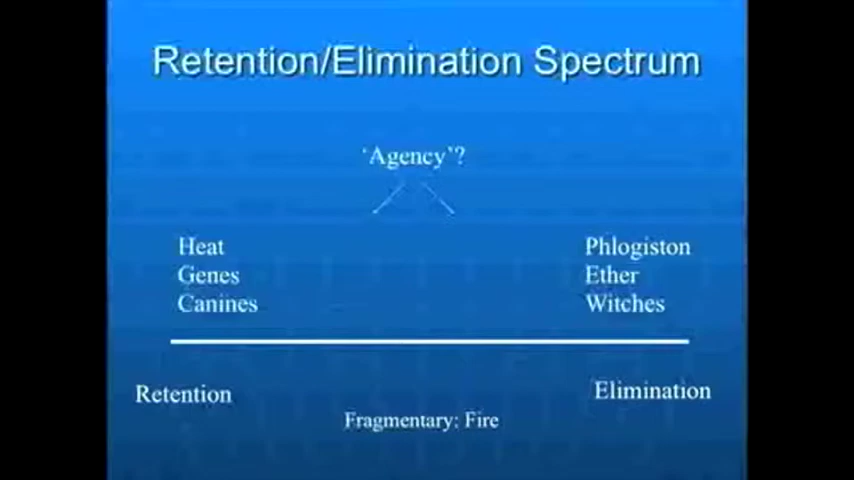 Retention/Elimination Spectrum
‘Agency’?
Heat
Genes
Canines
Phlogiston
Ether
Witches
Retention
Elimination
Fragmentary: Fire